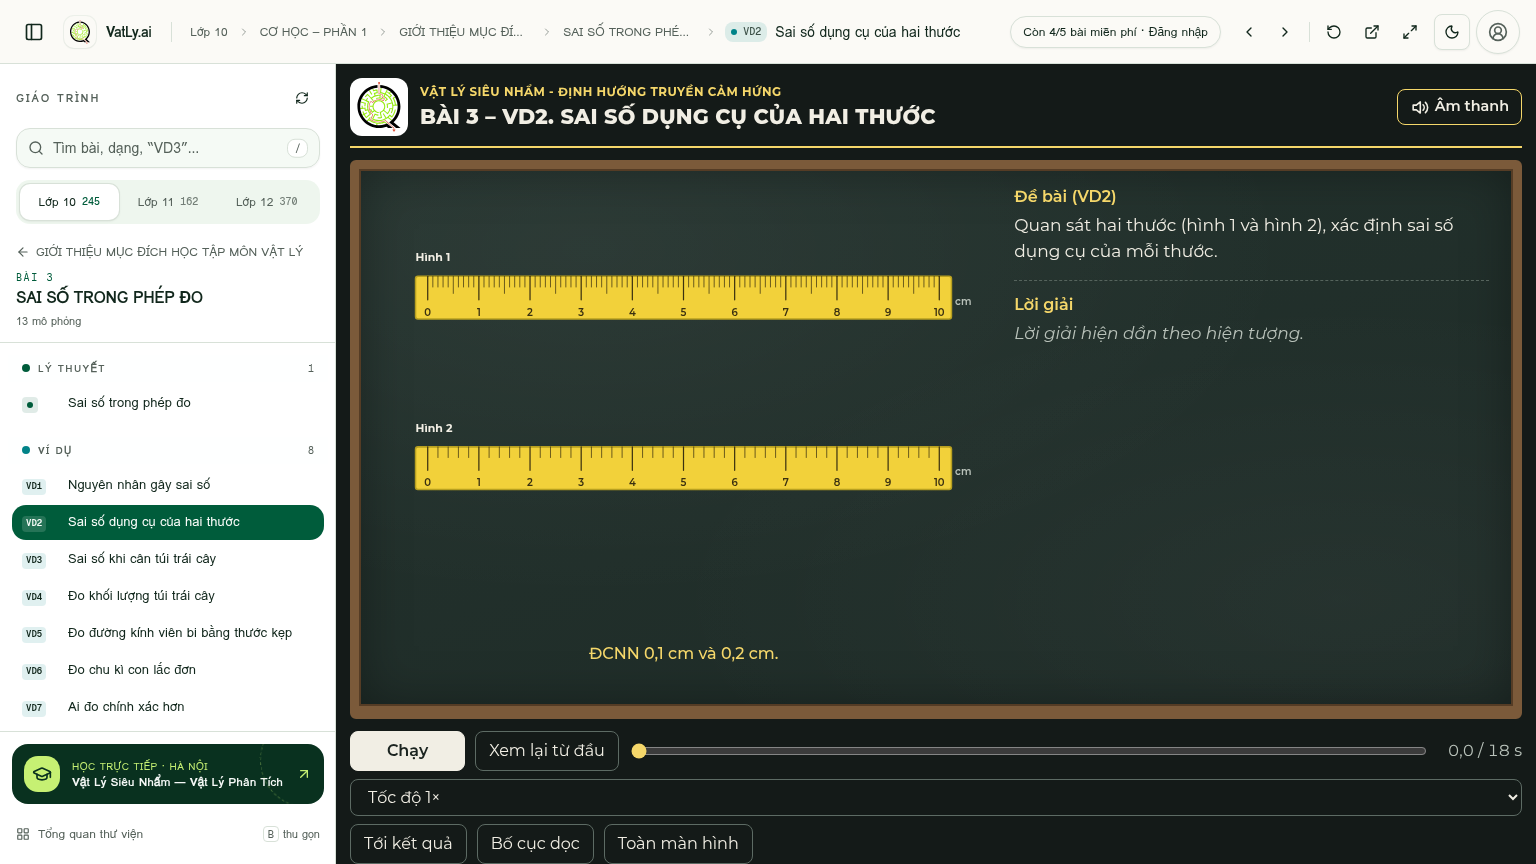 VatLy.ai
Lớp 10
CƠ HỌC – PHẦN 1
GIỚI THIỆU MỤC ĐÍ...
SAI SỐ TRONG PHÉ...
VD2 Sai số dụng cụ của hai thước
Còn 4/5 bài miễn phí · Đăng nhập
GIÁO TRÌNH
Tìm bài, dạng, “VD3”... /
Lớp 10 245
Lớp 11 162
Lớp 12 370
GIỚI THIỆU MỤC ĐÍCH HỌC TẬP MÔN VẬT LÝ
BÀI 3
SAI SỐ TRONG PHÉP ĐO
13 mô phỏng
LÝ THUYẾT 1
Sai số trong phép đo
VÍ DỤ 8
VD1 Nguyên nhân gây sai số
VD2 Sai số dụng cụ của hai thước
VD3 Sai số khi cân túi trái cây
VD4 Đo khối lượng túi trái cây
VD5 Đo đường kính viên bi bằng thước kẹp
VD6 Đo chu kì con lắc đơn
VD7 Ai đo chính xác hơn
HỌC TRỰC TIẾP · HÀ NỘI
Vật Lý Siêu Nhẩm — Vật Lý Phân Tích
Tổng quan thư viện
B thu gọn
VẬT LÝ SIÊU NHẨM - ĐỊNH HƯỚNG TRUYỀN CẢM HỨNG
BÀI 3 – VD2. SAI SỐ DỤNG CỤ CỦA HAI THƯỚC
Âm thanh
Hình 1
0 1 2 3 4 5 6 7 8 9 10 cm
Hình 2
0 1 2 3 4 5 6 7 8 9 10 cm
ĐCNN 0,1 cm và 0,2 cm.
Đề bài (VD2)
Quan sát hai thước (hình 1 và hình 2), xác định sai số
dụng cụ của mỗi thước.
Lời giải
Lời giải hiện dần theo hiện tượng.
Chạy
Xem lại từ đầu
0,0 / 18 s
Tốc độ 1×
Tới kết quả
Bố cục dọc
Toàn màn hình